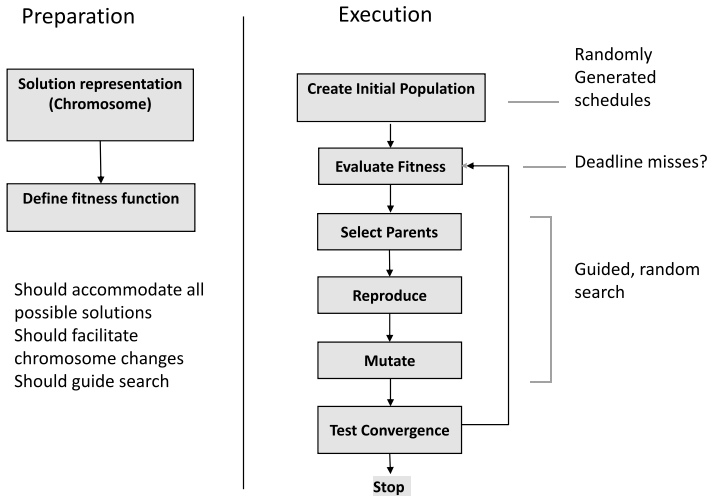 Preparation
Solution representation
(Chromosome)
Define fitness function
Should accommodate all
possible solutions
Should facilitate
chromosome changes
Should guide search
Execution
Create Initial Population
Randomly
Generated
schedules
Evaluate Fitness
Deadline misses?
Select Parents
Reproduce
Mutate
Guided, random
search
Test Convergence
Stop